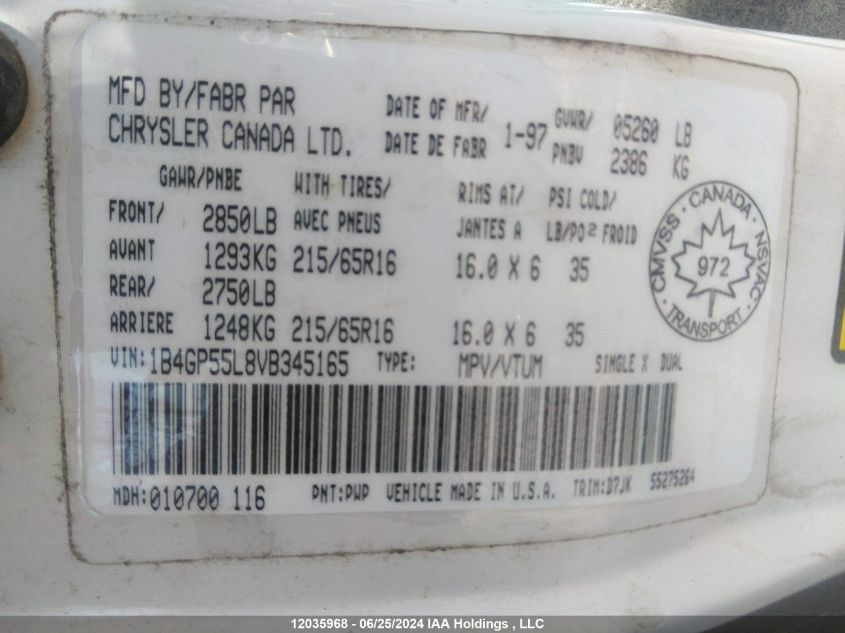 MFD BY/FABR PAR
CHRYSLER CANADA LTD.
DATE OF MFR/
DATE DE FABR
1-97
GVWR/
PNBV
05260 LB
2386 KG
GAWR/PNBE WITH TIRES/ RIMS AT/ PSI COLD/
FRONT/ 2850LB AVEC PNEUS JANTES A LB/PO² FROID
AVANT 1293KG 215/65R16 16.0 X 6 35
REAR/ 2750LB
ARRIERE 1248KG 215/65R16 16.0 X 6 35
VIN:1B4GP55L8VB345165 TYPE: MPV/VTUM SINGLE X DUAL
CMVSS · CANADA · NSVAC · TRANSPORT ·
972
MDH:010700 116 PNT:PWP VEHICLE MADE IN U.S.A. TRIM:D7JK 55275264
12035968 - 06/25/2024 IAA Holdings , LLC